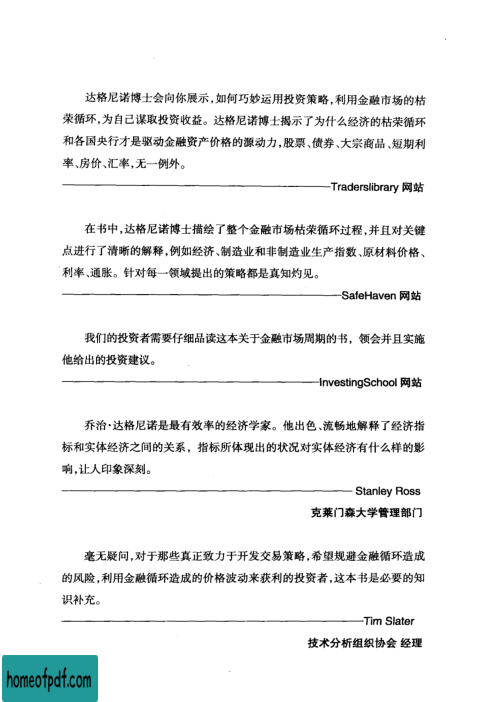 达格尼诺博士会向你展示,如何巧妙运用投资策略,利用金融市场的枯
荣循环,为自己谋取投资收益。达格尼诺博士揭示了为什么经济的枯荣循环
和各国央行才是驱动金融资产价格的源动力,股票、债券、大宗商品、短期利
率、房价、汇率,无一例外。
——Traderslibrary 网站
在书中,达格尼诺博士描绘了整个金融市场枯荣循环过程,并且对关键
点进行了清晰的解释,例如经济、制造业和非制造业生产指数、原材料价格、
利率、通胀。针对每一领域提出的策略都是真知灼见。
——SafeHaven 网站
我们的投资者需要仔细品读这本关于金融市场周期的书，领会并且实施
他给出的投资建议。
——InvestingSchool 网站
乔治·达格尼诺是最有效率的经济学家。他出色、流畅地解释了经济指
标和实体经济之间的关系，指标所体现出的状况对实体经济有什么样的影
响,让人印象深刻。
—— Stanley Ross
克莱门森大学管理部门
毫无疑问,对于那些真正致力于开发交易策略,希望规避金融循环造成
的风险,利用金融循环造成的价格波动来获利的投资者,这本书是必要的知
识补充。
——Tim Slater
技术分析组织协会 经理
homeofpdf.com